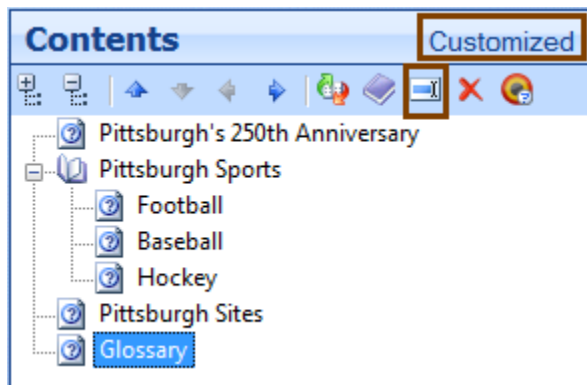 Contents Customized
Pittsburgh's 250th Anniversary
Pittsburgh Sports
Football
Baseball
Hockey
Pittsburgh Sites
Glossary